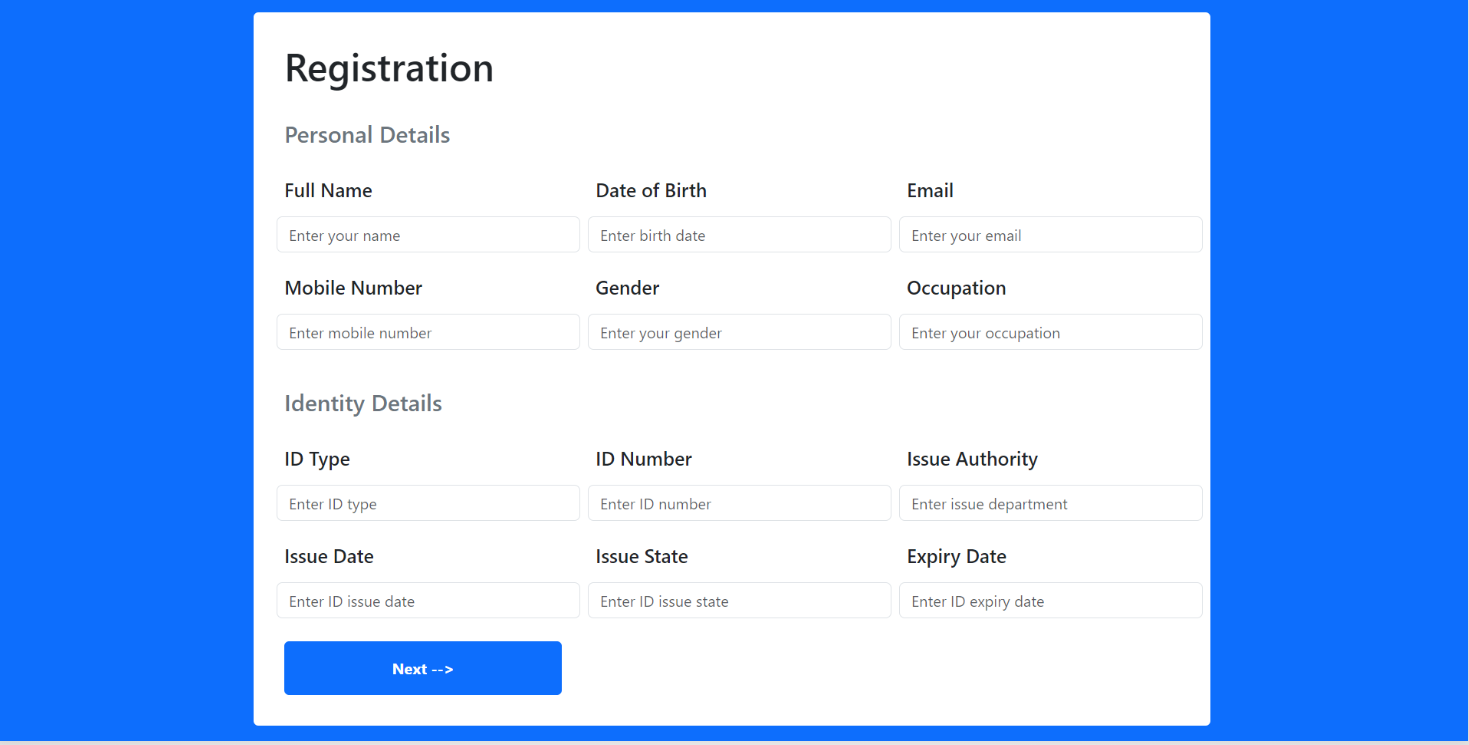 Registration
Personal Details
Full Name Date of Birth Email
Enter your name Enter birth date Enter your email
Mobile Number Gender Occupation
Enter mobile number Enter your gender Enter your occupation
Identity Details
ID Type ID Number Issue Authority
Enter ID type Enter ID number Enter issue department
Issue Date Issue State Expiry Date
Enter ID issue date Enter ID issue state Enter ID expiry date
Next -->